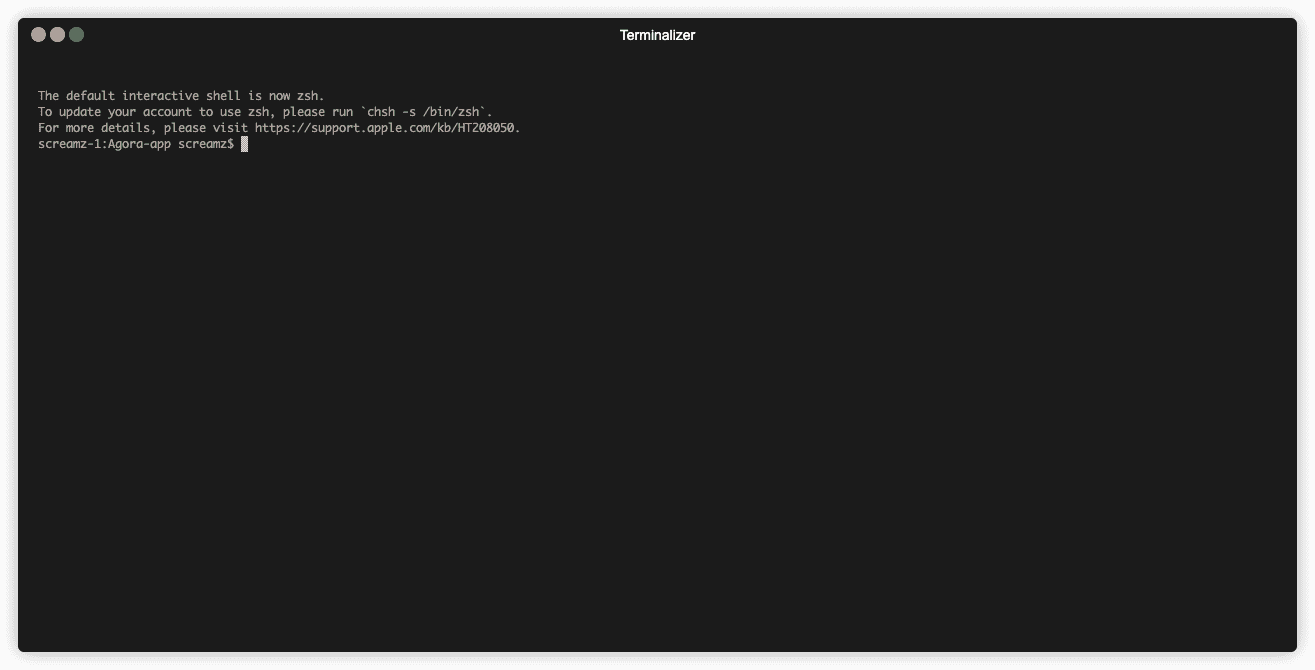 Terminalizer
The default interactive shell is now zsh.
To update your account to use zsh, please run `chsh -s /bin/zsh`.
For more details, please visit https://support.apple.com/kb/HT208050.
screamz-1:Agora-app screamz$